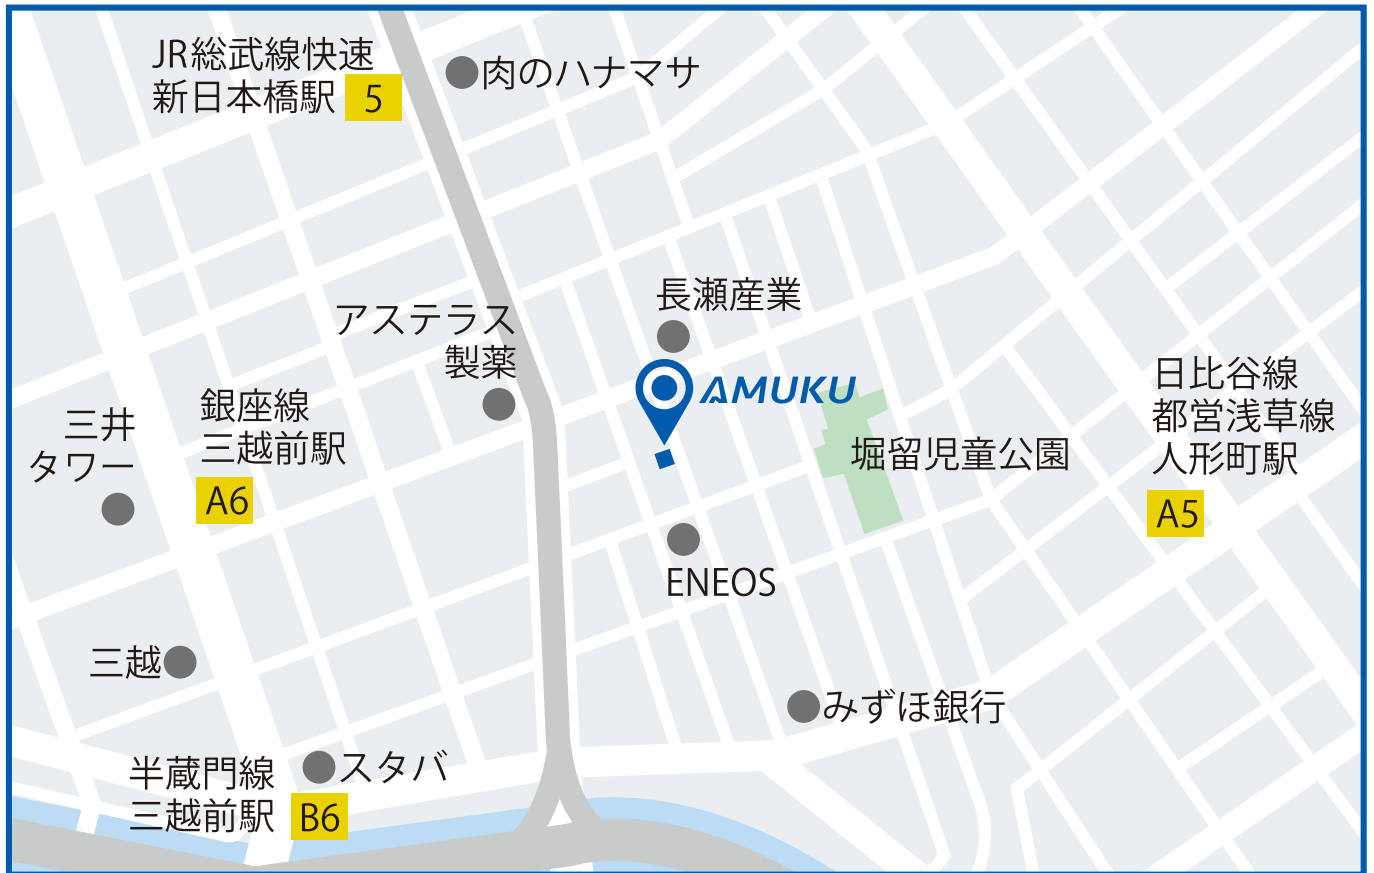 JR総武線快速
新日本橋駅 5
肉のハナマサ
長瀬産業
アステラス
製薬
AMUKU
銀座線
三越前駅
A6
三井
タワー
堀留児童公園
日比谷線
都営浅草線
人形町駅
A5
ENEOS
三越
みずほ銀行
スタバ
半蔵門線
三越前駅 B6